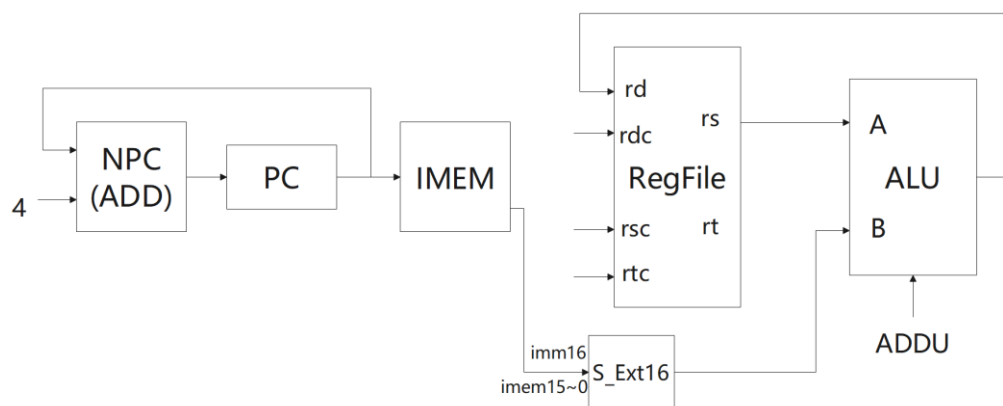 NPC
(ADD)
4
PC
IMEM
rd
rdc
rs
RegFile
rsc
rt
rtc
A
ALU
B
ADDU
imm16
imem15~0
S_Ext16